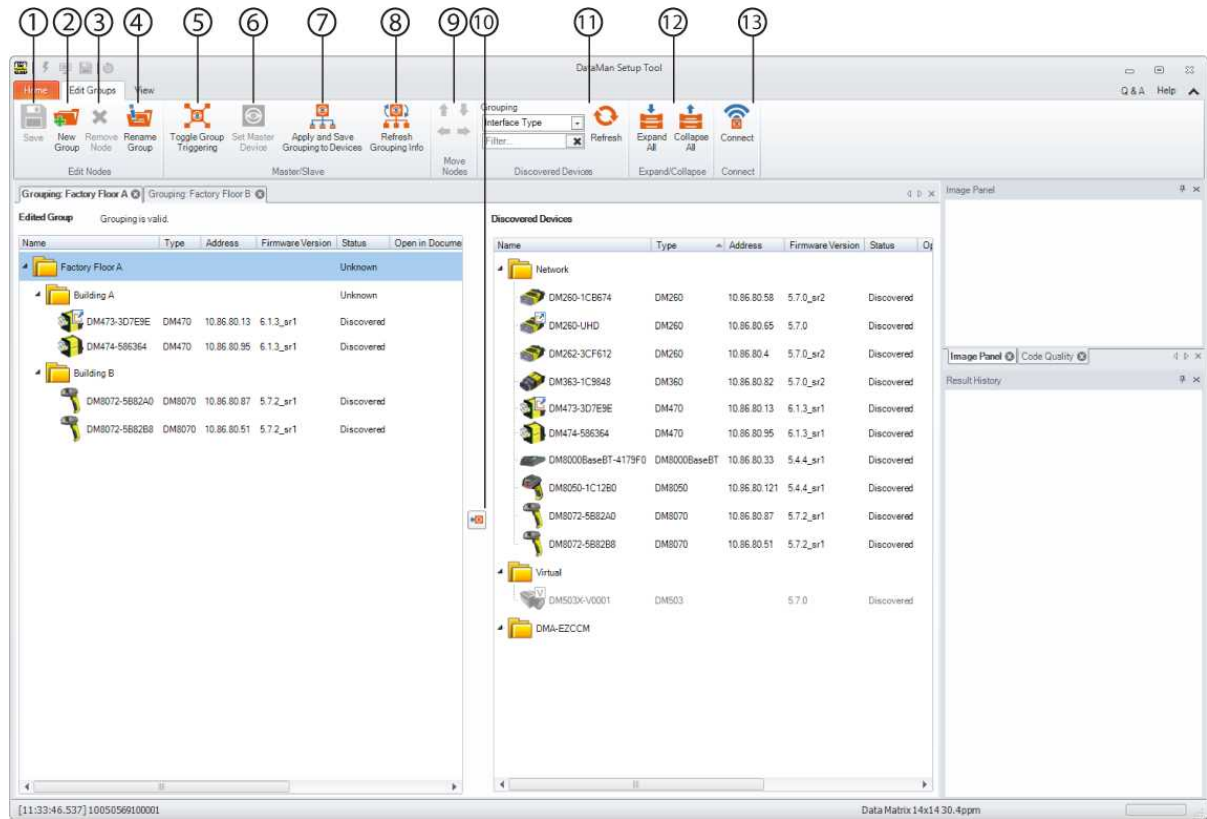 1 2 3 4 5 6 7 8 9 10 11 12 13
DataMan Setup Tool
Home Edit Groups View Q & A Help
Grouping
Interface Type
Filter...
Save New Group Remove Node Rename Group Toggle Group Triggering Set Master Device Apply and Save Grouping to Devices Refresh Grouping Info Refresh Expand All Collapse All Connect
Edit Nodes Master/Slave Move Nodes Discovered Devices Expand/Collapse Connect
Grouping: Factory Floor A Grouping: Factory Floor B Image Panel
Edited Group Grouping is valid. Discovered Devices
Name Type Address Firmware Version Status Open in Docume
Factory Floor A Unknown
Building A Unknown
DM473-3D7E9E DM470 10.86.80.13 6.1.3_sr1 Discovered
DM474-586364 DM470 10.86.80.95 6.1.3_sr1 Discovered
Building B
DM8072-5B82A0 DM8070 10.86.80.87 5.7.2_sr1 Discovered
DM8072-5B82B8 DM8070 10.86.80.51 5.7.2_sr1 Discovered
Name Type Address Firmware Version Status Op
Network
DM260-1CB674 DM260 10.86.80.58 5.7.0_sr2 Discovered
DM260-UHD DM260 10.86.80.65 5.7.0 Discovered
DM262-3CF612 DM260 10.86.80.4 5.7.0_sr2 Discovered
DM363-1C9848 DM360 10.86.80.82 5.7.0_sr2 Discovered
DM473-3D7E9E DM470 10.86.80.13 6.1.3_sr1 Discovered
DM474-586364 DM470 10.86.80.95 6.1.3_sr1 Discovered
DM8000BaseBT-4179F0 DM8000BaseBT 10.86.80.33 5.4.4_sr1 Discovered
DM8050-1C12B0 DM8050 10.86.80.121 5.4.4_sr1 Discovered
DM8072-5B82A0 DM8070 10.86.80.87 5.7.2_sr1 Discovered
DM8072-5B82B8 DM8070 10.86.80.51 5.7.2_sr1 Discovered
Virtual
DM503X-V0001 DM503 5.7.0 Discovered
DMA-EZCCM
Image Panel Code Quality
Result History
[11:33:46.537] 10050569100001 Data Matrix 14x14 30.4ppm